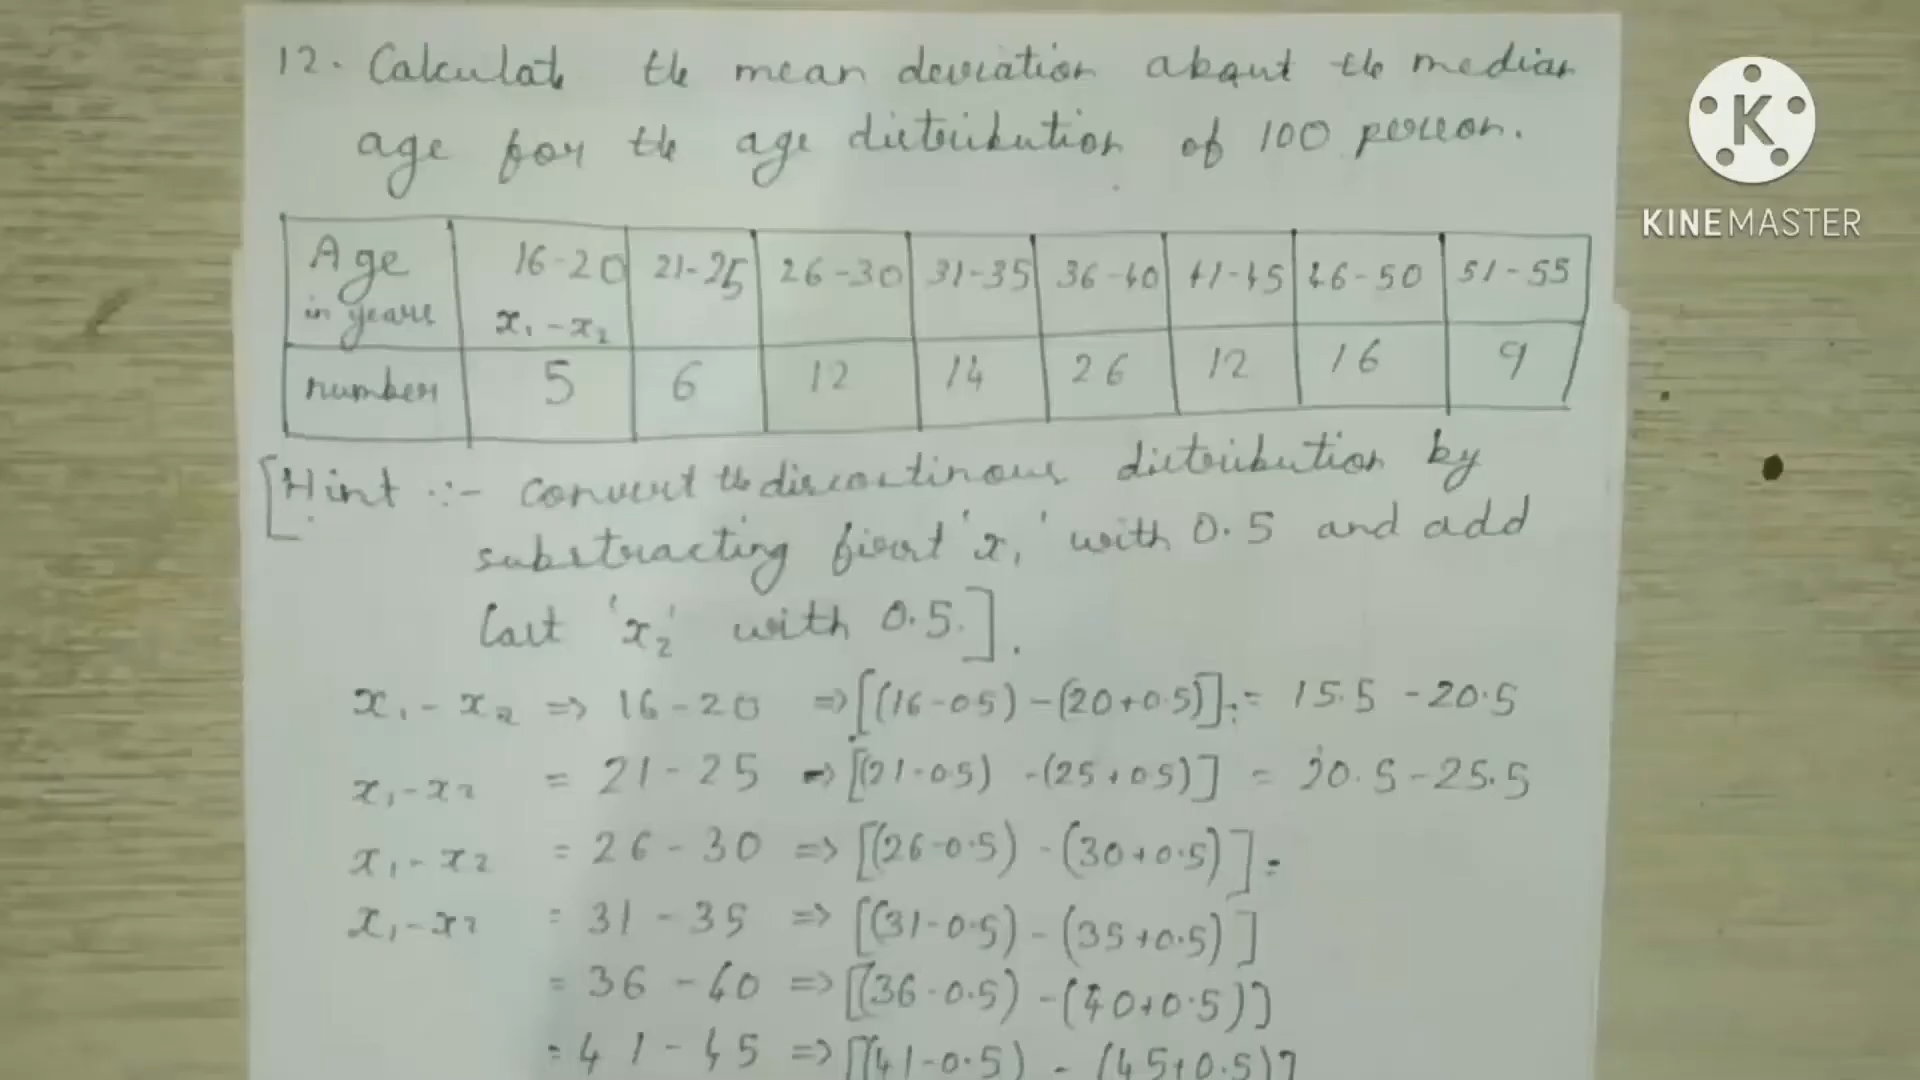 12. Calculate the mean deviation about the median
age for the age distribution of 100 person.
Age in years 16-20 x₁-x₂ 21-25 26-30 31-35 36-40 41-45 46-50 51-55
number 5 6 12 14 26 12 16 9
[Hint :- convert the discontinous distribution by
substracting first 'x₁' with 0.5 and add
last 'x₂' with 0.5.].
x₁-x₂ => 16-20 => [(16-0.5)-(20+0.5)] = 15.5-20.5
x₁-x₂ = 21-25 => [(21-0.5)-(25+0.5)] = 20.5-25.5
x₁-x₂ = 26-30 => [(26-0.5)-(30+0.5)] =
x₁-x₂ = 31-35 => [(31-0.5)-(35+0.5)]
= 36-40 => [(36-0.5)-(40+0.5)]
= 41-45 => [(41-0.5)-(45+0.5)]
K
KINEMASTER